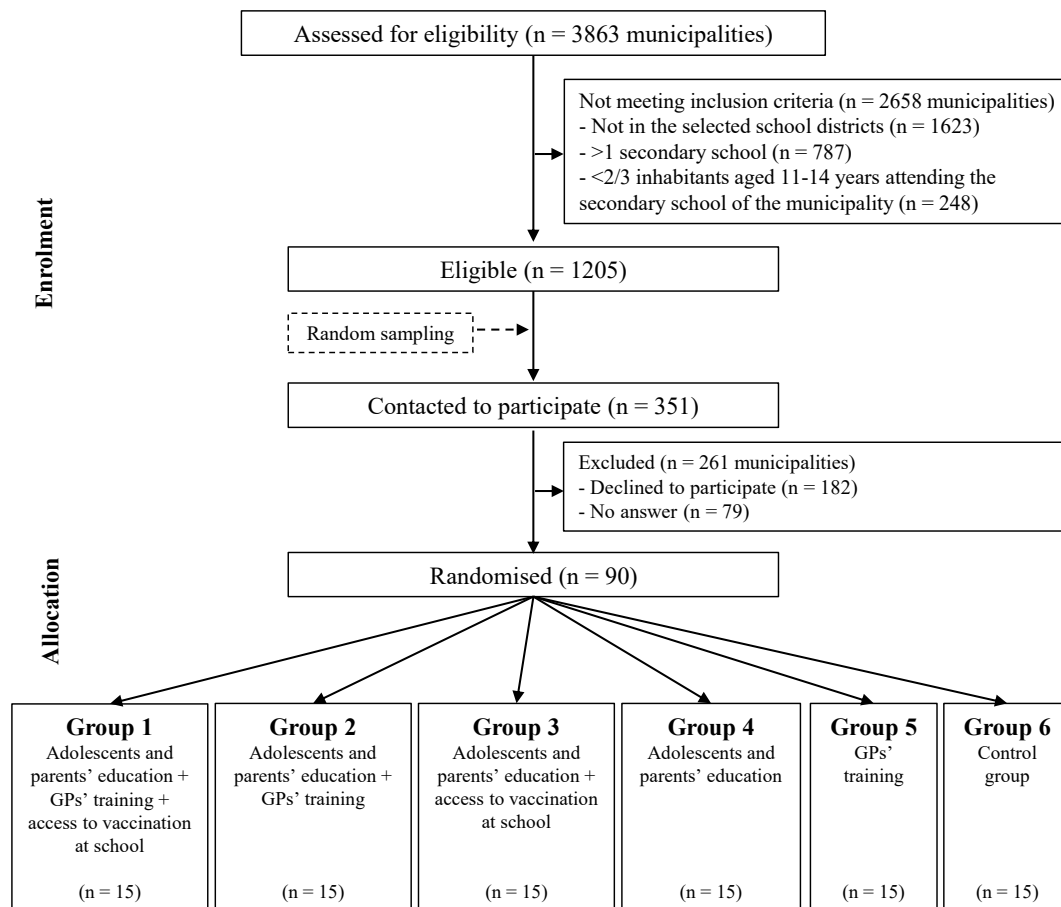 Assessed for eligibility (n = 3863 municipalities)
Not meeting inclusion criteria (n = 2658 municipalities)
- Not in the selected school districts (n = 1623)
- >1 secondary school (n = 787)
- <2/3 inhabitants aged 11-14 years attending the
secondary school of the municipality (n = 248)
Enrolment
Eligible (n = 1205)
Random sampling
Contacted to participate (n = 351)
Excluded (n = 261 municipalities)
- Declined to participate (n = 182)
- No answer (n = 79)
Randomised (n = 90)
Allocation
Group 1
Adolescents and
parents’ education +
GPs’ training +
access to vaccination
at school
(n = 15)
Group 2
Adolescents and
parents’ education +
GPs’ training
(n = 15)
Group 3
Adolescents and
parents’ education +
access to vaccination
at school
(n = 15)
Group 4
Adolescents and
parents’ education
(n = 15)
Group 5
GPs’
training
(n = 15)
Group 6
Control
group
(n = 15)